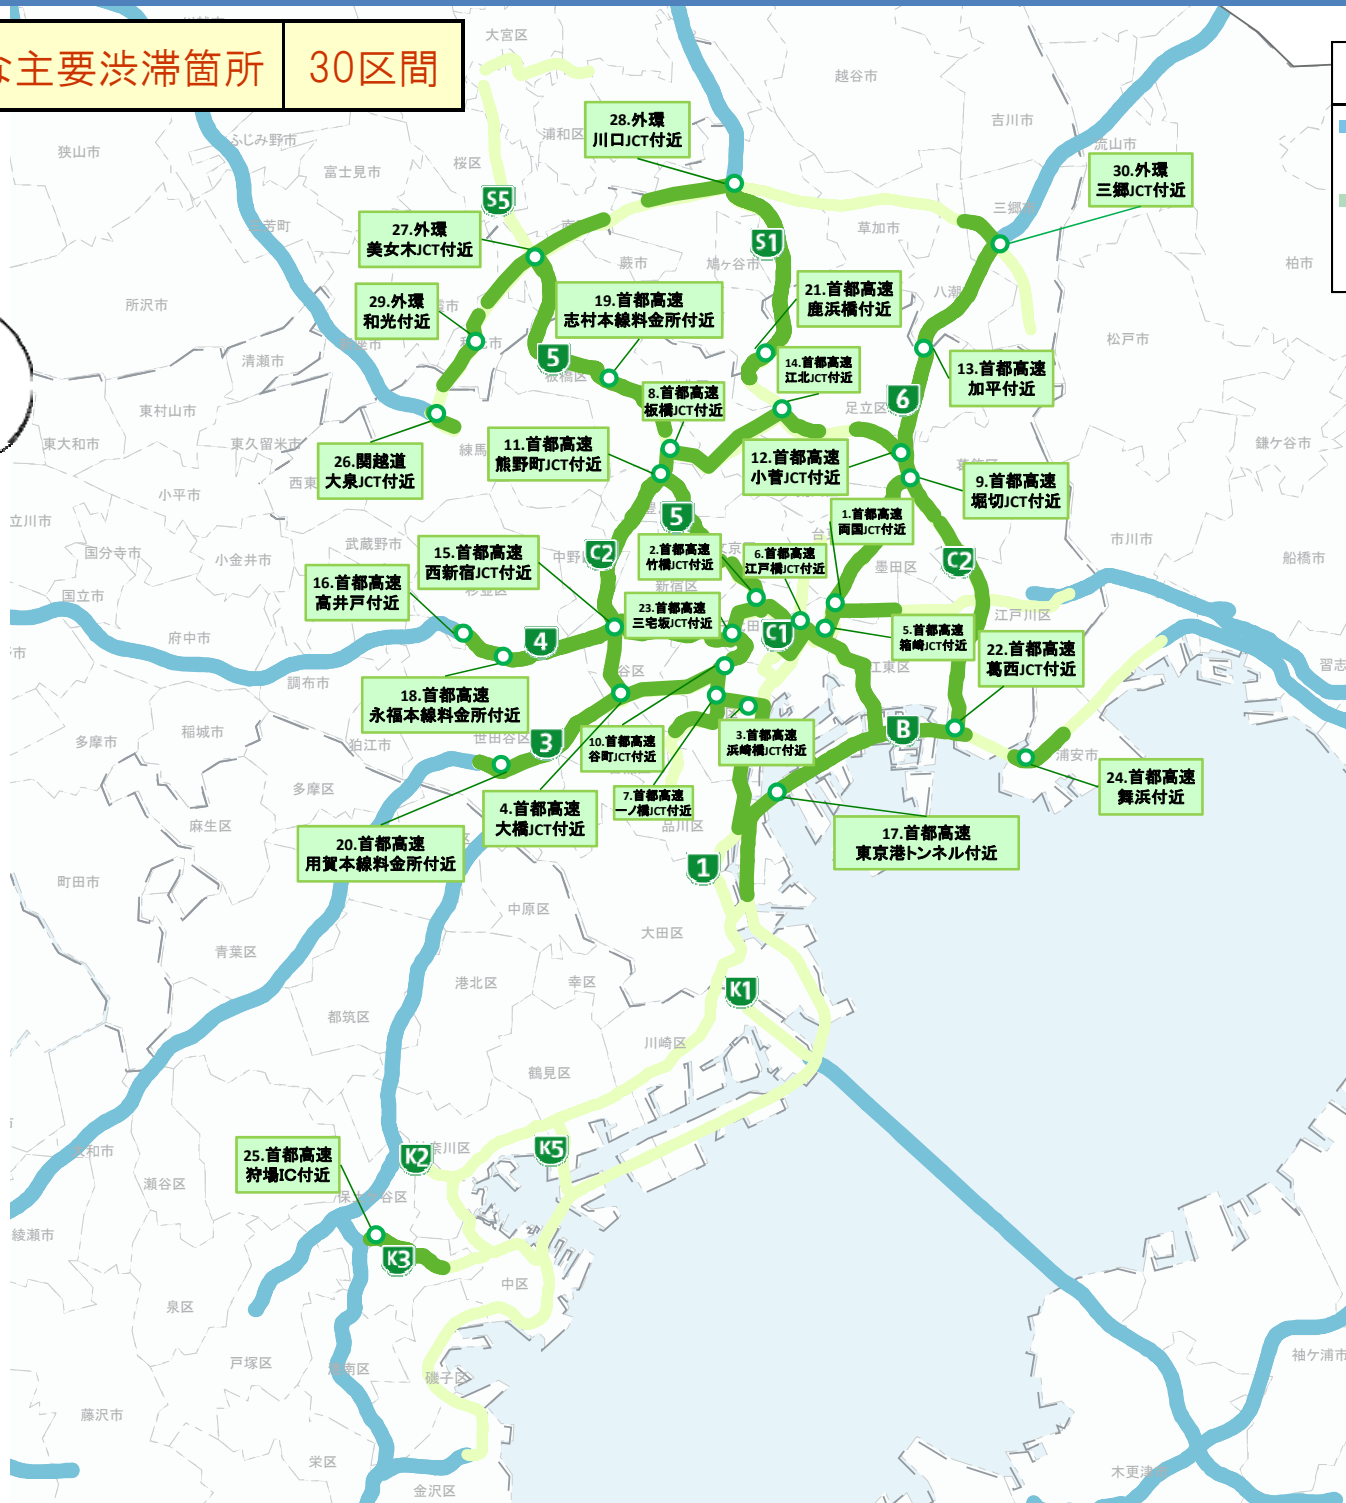 な主要渋滞箇所
30区間
大宮区
越谷市
ふじみ野市
狭山市
富士見市
桜区
浦和区
吉川市
流山市
28.外環
川口JCT付近
30.外環
三郷JCT付近
三郷市
S5
27.外環
美女木JCT付近
S1
草加市
柏市
蕨市
鳩ヶ谷市
八潮
所沢市
29.外環
和光付近
19.首都高速
志村本線料金所付近
21.首都高速
鹿浜橋付近
清瀬市
5
板橋区
14.首都高速
江北JCT付近
13.首都高速
加平付近
松戸市
8.首都高速
板橋JCT付近
6
足立区
東村山市
東大和市
東久留米市
練馬
11.首都高速
熊野町JCT付近
12.首都高速
小菅JCT付近
鎌ケ谷市
26.関越道
大泉JCT付近
西東
9.首都高速
堀切JCT付近
小平市
立川市
5
1.首都高速
両国JCT付近
国分寺市
小金井市
武蔵野市
15.首都高速
西新宿JCT付近
中野
C2
2.首都高速
竹橋JCT付近
6.首都高速
江戸橋JCT付近
墨田区
C2
市川市
船橋市
16.首都高速
高井戸付近
新宿区
国立市
23.首都高速
三宅坂JCT付近
C1
5.首都高速
箱崎JCT付近
江戸川区
府中市
4
22.首都高速
葛西JCT付近
調布市
18.首都高速
永福本線料金所付近
谷区
江東区
習志
稲城市
多摩市
狛江市
世田谷区
3
10.首都高速
谷町JCT付近
3.首都高速
浜崎橋JCT付近
B
浦安市
24.首都高速
舞浜付近
多摩区
4.首都高速
大橋JCT付近
7.首都高速
一ノ橋JCT付近
麻生区
20.首都高速
用賀本線料金所付近
品川区
17.首都高速
東京港トンネル付近
1
町田市
中原区
大田区
青葉区
港北区
幸区
K1
都筑区
川崎区
鶴見区
25.首都高速
狩場IC付近
K2
奈川区
K5
瀬谷区
綾瀬市
K3
中区
泉区
戸塚区
磯子区
藤沢市
栄区
金沢区
袖ケ浦市
木更津